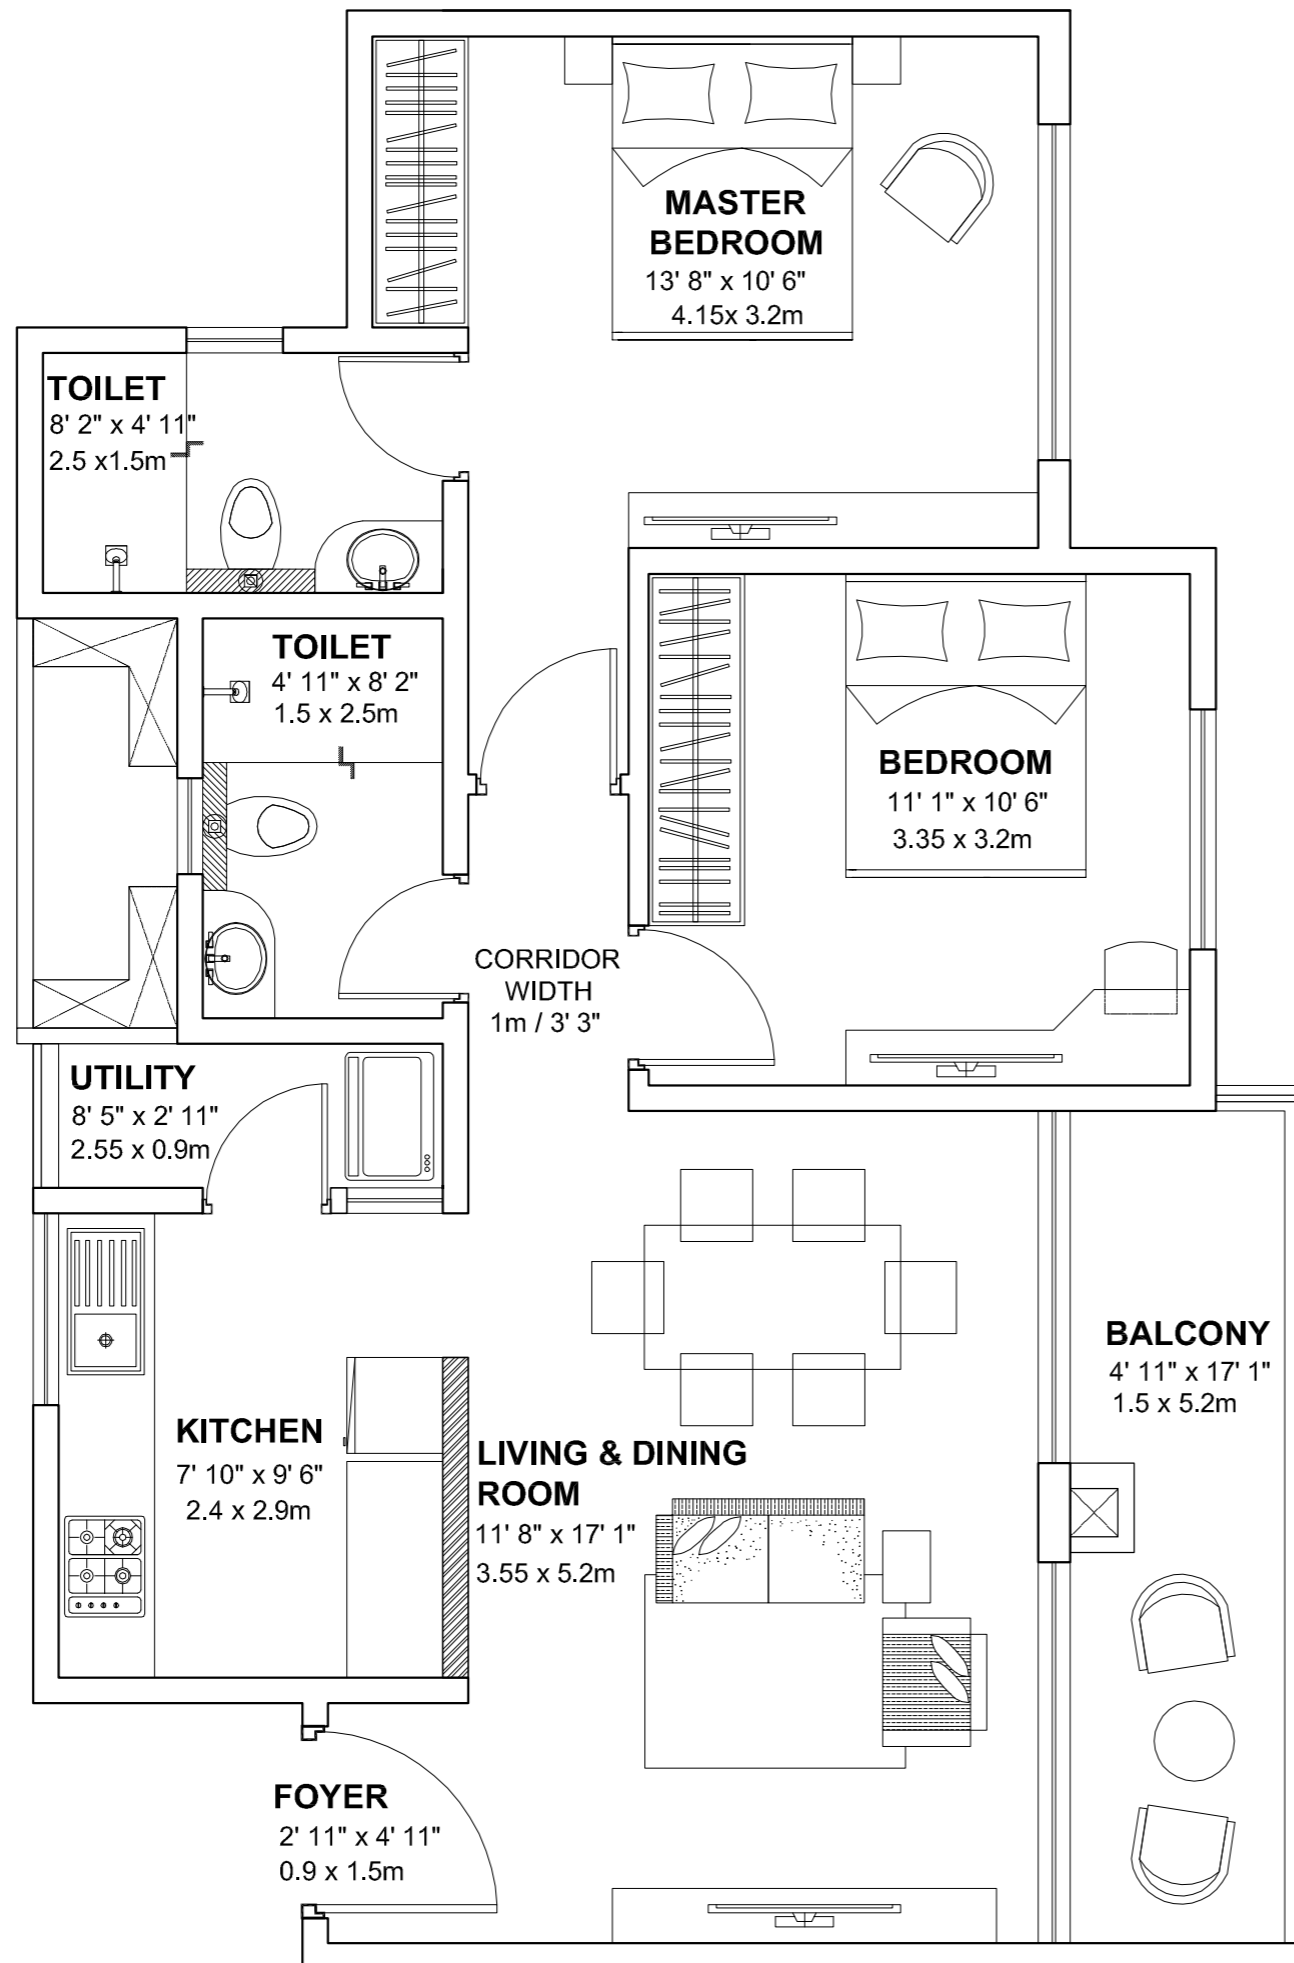 MASTER
BEDROOM
13' 8" x 10' 6"
4.15x 3.2m
TOILET
8' 2" x 4' 11"
2.5 x1.5m
TOILET
4' 11" x 8' 2"
1.5 x 2.5m
BEDROOM
11' 1" x 10' 6"
3.35 x 3.2m
CORRIDOR
WIDTH
1m / 3' 3"
UTILITY
8' 5" x 2' 11"
2.55 x 0.9m
BALCONY
4' 11" x 17' 1"
1.5 x 5.2m
KITCHEN
7' 10" x 9' 6"
2.4 x 2.9m
LIVING & DINING
ROOM
11' 8" x 17' 1"
3.55 x 5.2m
FOYER
2' 11" x 4' 11"
0.9 x 1.5m